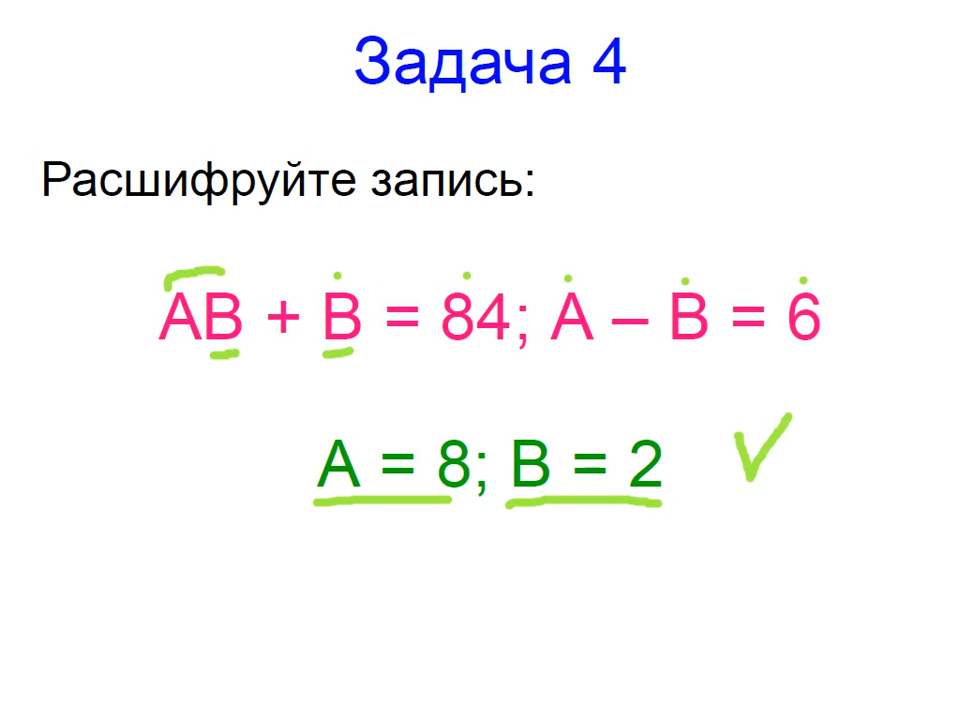 Задача 4
Расшифруйте запись:
АВ + В = 84; А – В = 6
А = 8; В = 2